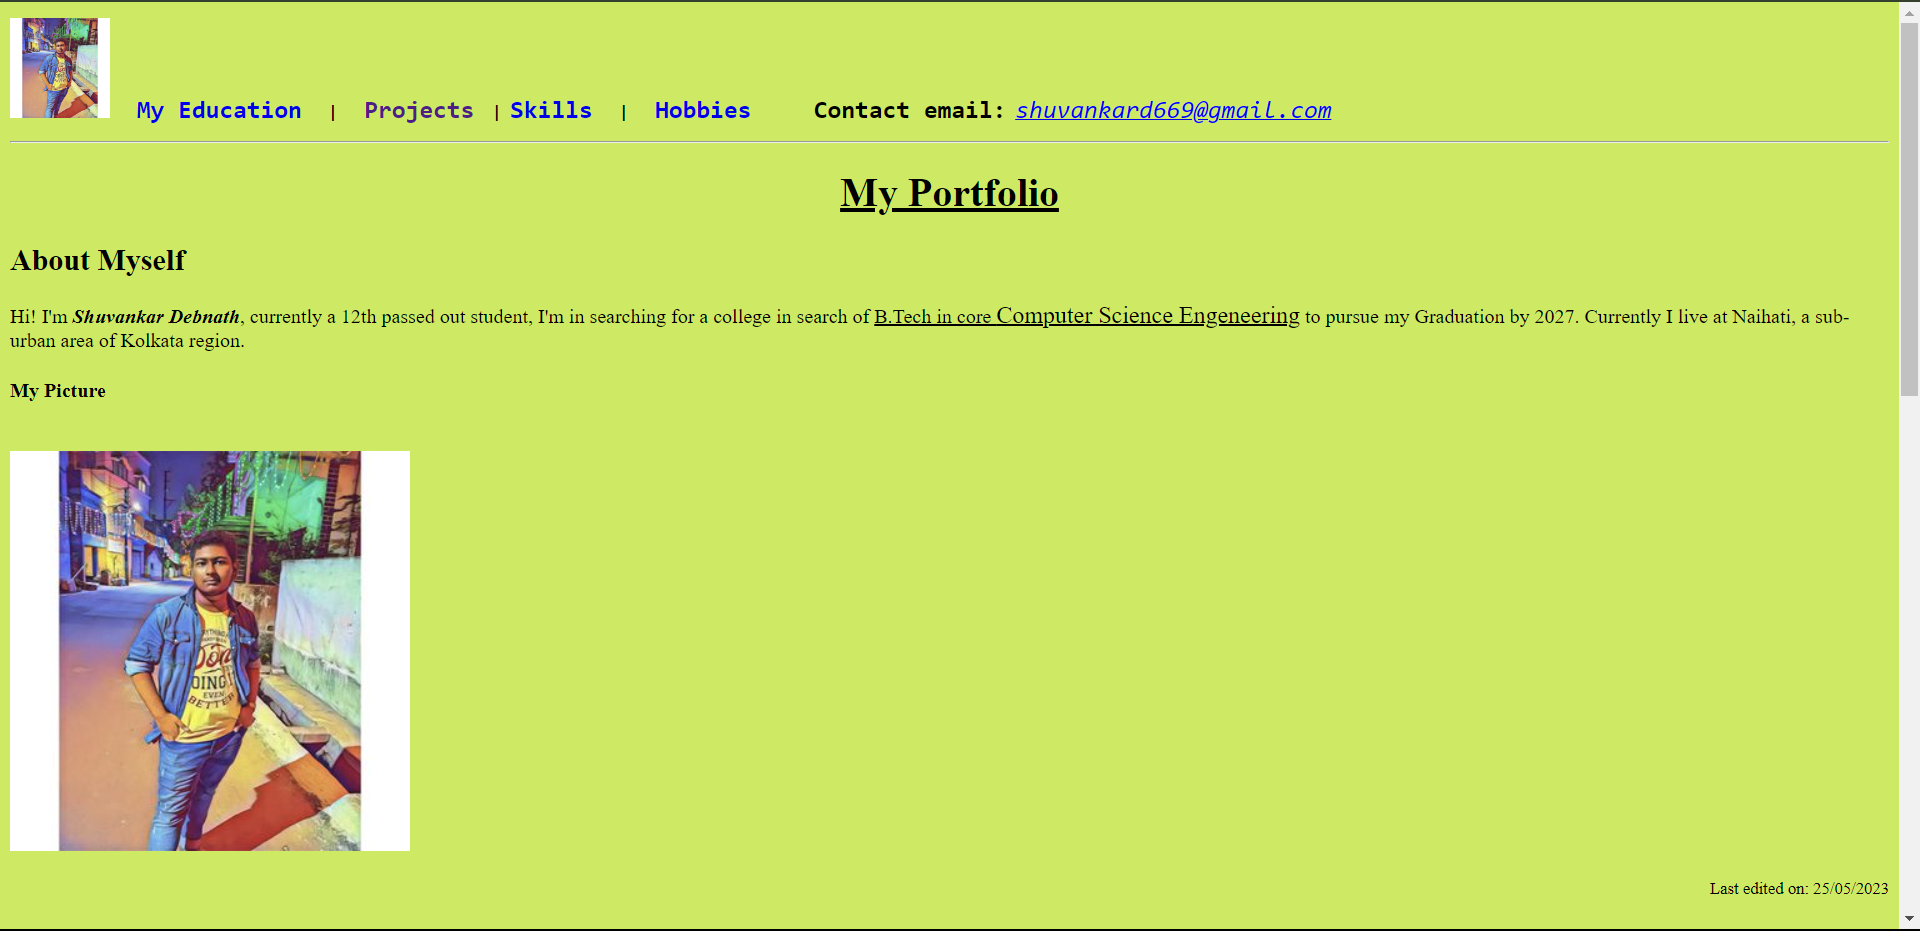 My Education | Projects | Skills | Hobbies Contact email: shuvankard669@gmail.com
My Portfolio
About Myself
Hi! I'm Shuvankar Debnath, currently a 12th passed out student, I'm in searching for a college in search of B.Tech in core Computer Science Engeneering to pursue my Graduation by 2027. Currently I live at Naihati, a sub-
urban area of Kolkata region.
My Picture
DOING
EVEN
BETTER
Last edited on: 25/05/2023